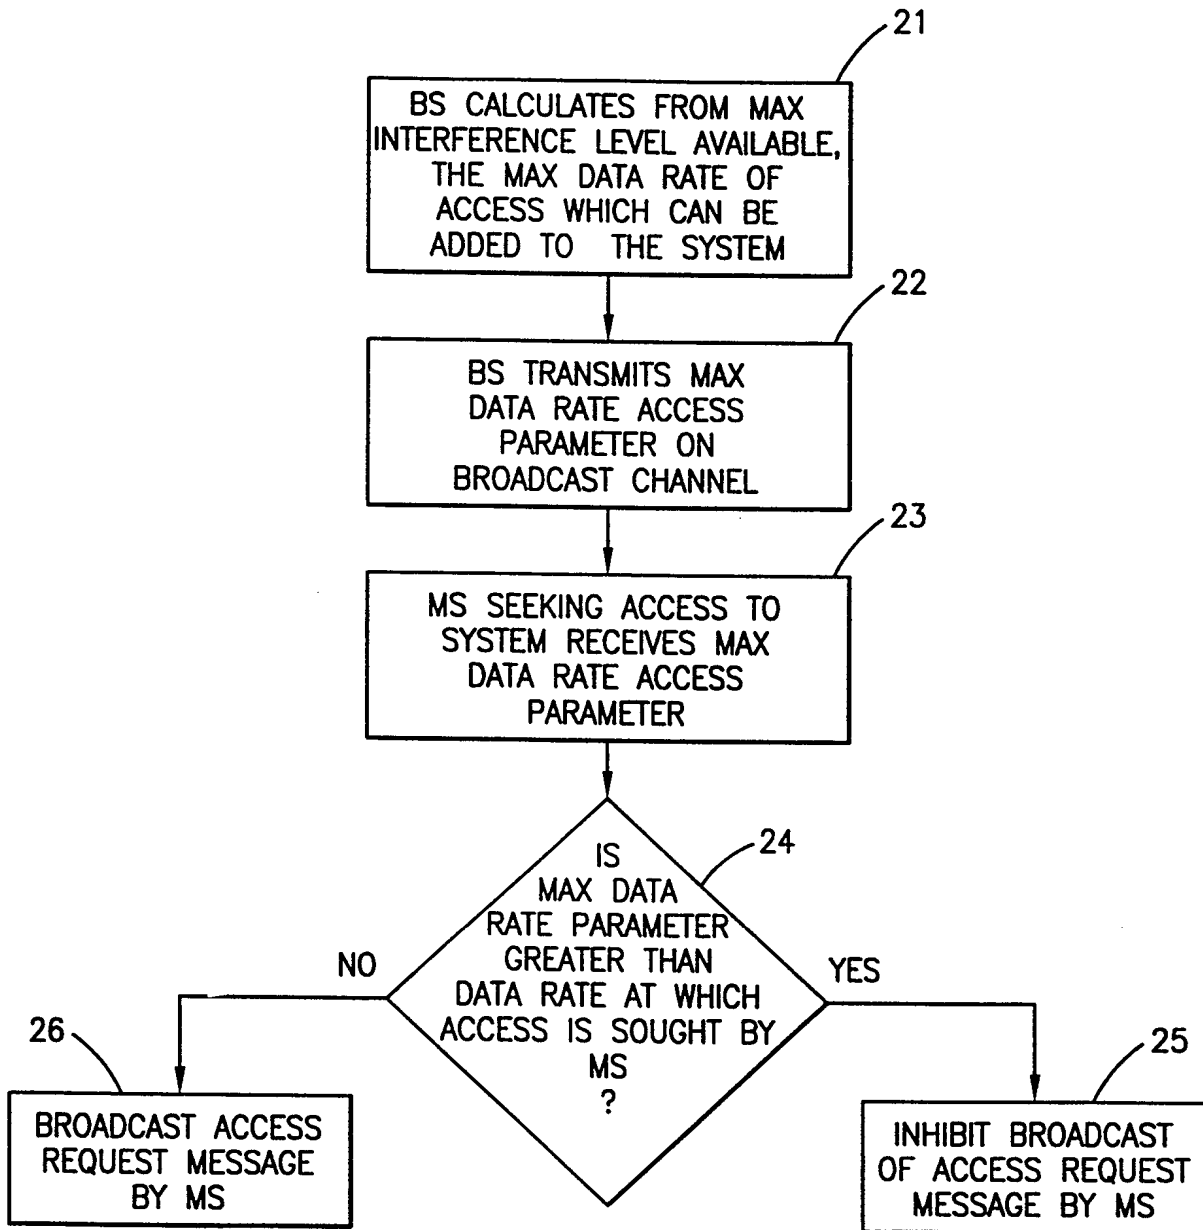 21
BS CALCULATES FROM MAX
INTERFERENCE LEVEL AVAILABLE,
THE MAX DATA RATE OF
ACCESS WHICH CAN BE
ADDED TO THE SYSTEM
22
BS TRANSMITS MAX
DATA RATE ACCESS
PARAMETER ON
BROADCAST CHANNEL
23
MS SEEKING ACCESS TO
SYSTEM RECEIVES MAX
DATA RATE ACCESS
PARAMETER
24
IS
MAX DATA
RATE PARAMETER
GREATER THAN
DATA RATE AT WHICH
ACCESS IS SOUGHT BY
MS
?
NO
YES
26
BROADCAST ACCESS
REQUEST MESSAGE
BY MS
25
INHIBIT BROADCAST
OF ACCESS REQUEST
MESSAGE BY MS